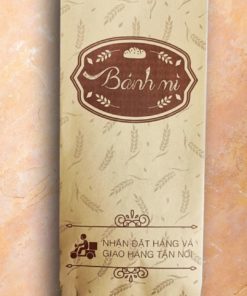 Bánh mì
NHẬN ĐẶT HÀNG VÀ
GIAO HÀNG TẬN NƠI